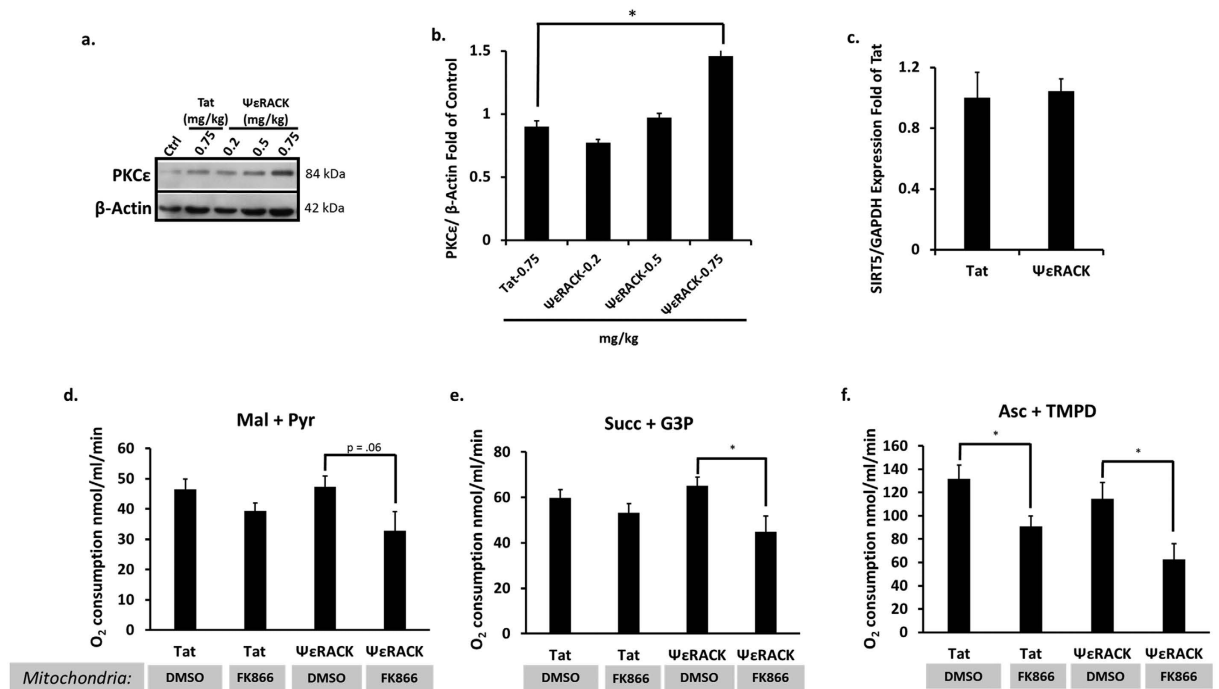 a.
Tat
(mg/kg)
ΨεRACK
(mg/kg)
Ctrl
0.75
0.2
0.5
0.75
PKCε
84 kDa
β-Actin
42 kDa
b.
PKCε/ β-Actin Fold of Control
1.5
1
0.5
0
*
Tat-0.75
ΨεRACK-0.2
ΨεRACK-0.5
ΨεRACK-0.75
mg/kg
c.
SIRT5/GAPDH Expression Fold of Tat
1.2
0.8
0.4
0
Tat
ΨεRACK
d.
Mal + Pyr
O2 consumption nmol/ml/min
60
50
40
30
20
10
0
p = .06
Tat
Tat
ΨεRACK
ΨεRACK
Mitochondria:
DMSO
FK866
DMSO
FK866
e.
Succ + G3P
O2 consumption nmol/ml/min
80
60
40
20
0
*
Tat
Tat
ΨεRACK
ΨεRACK
DMSO
FK866
DMSO
FK866
f.
Asc + TMPD
O2 consumption nmol/ml/min
160
140
120
100
80
60
40
20
0
*
*
Tat
Tat
ΨεRACK
ΨεRACK
DMSO
FK866
DMSO
FK866